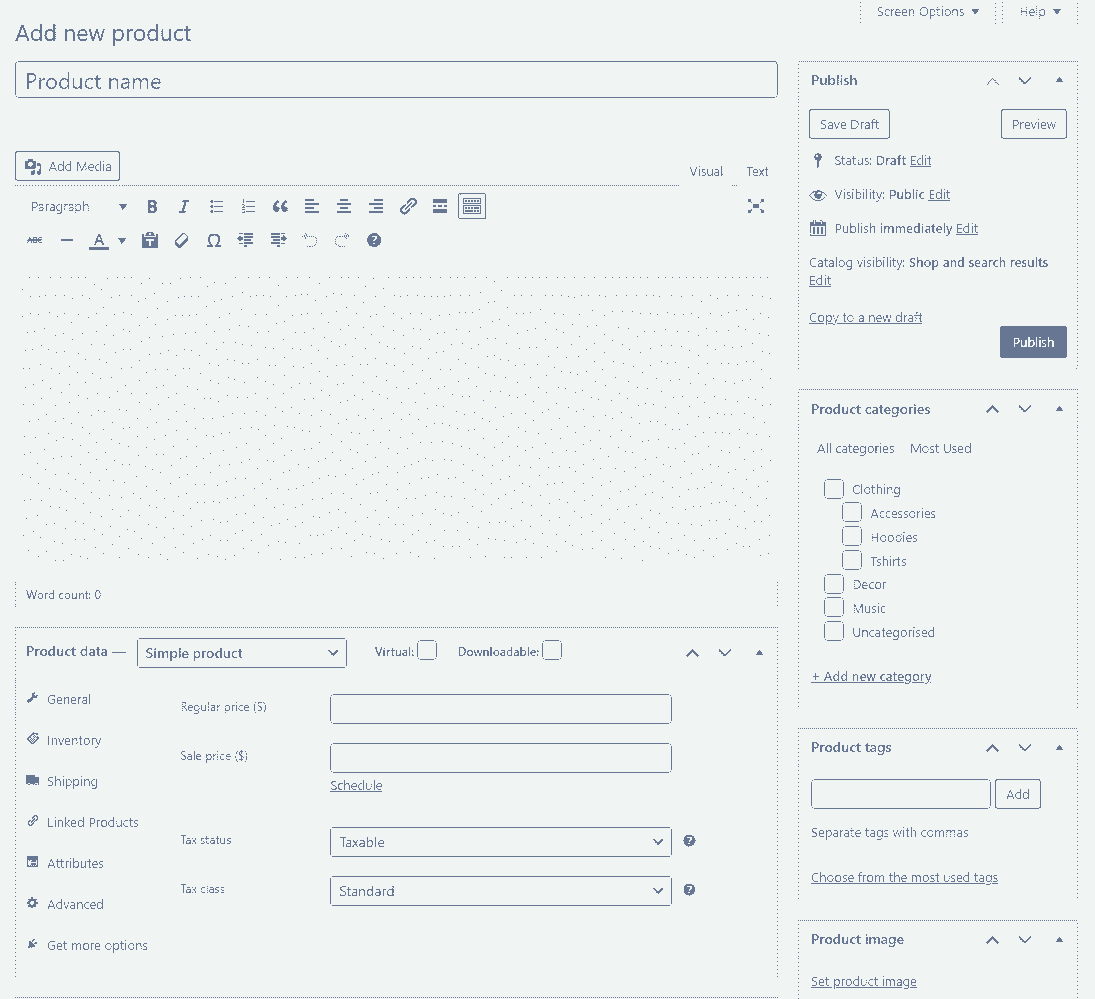 Screen Options
Help
Add new product
Product name
Add Media
Visual
Text
Paragraph
B
I
ABC
A
Ω
Word count: 0
Product data —
Simple product
Virtual:
Downloadable:
General
Inventory
Shipping
Linked Products
Attributes
Advanced
Get more options
Regular price ($)
Sale price ($)
Schedule
Tax status
Taxable
Tax class
Standard
Publish
Save Draft
Preview
Status: Draft Edit
Visibility: Public Edit
Publish immediately Edit
Catalog visibility: Shop and search results
Edit
Copy to a new draft
Publish
Product categories
All categories
Most Used
Clothing
Accessories
Hoodies
Tshirts
Decor
Music
Uncategorised
+ Add new category
Product tags
Add
Separate tags with commas
Choose from the most used tags
Product image
Set product image